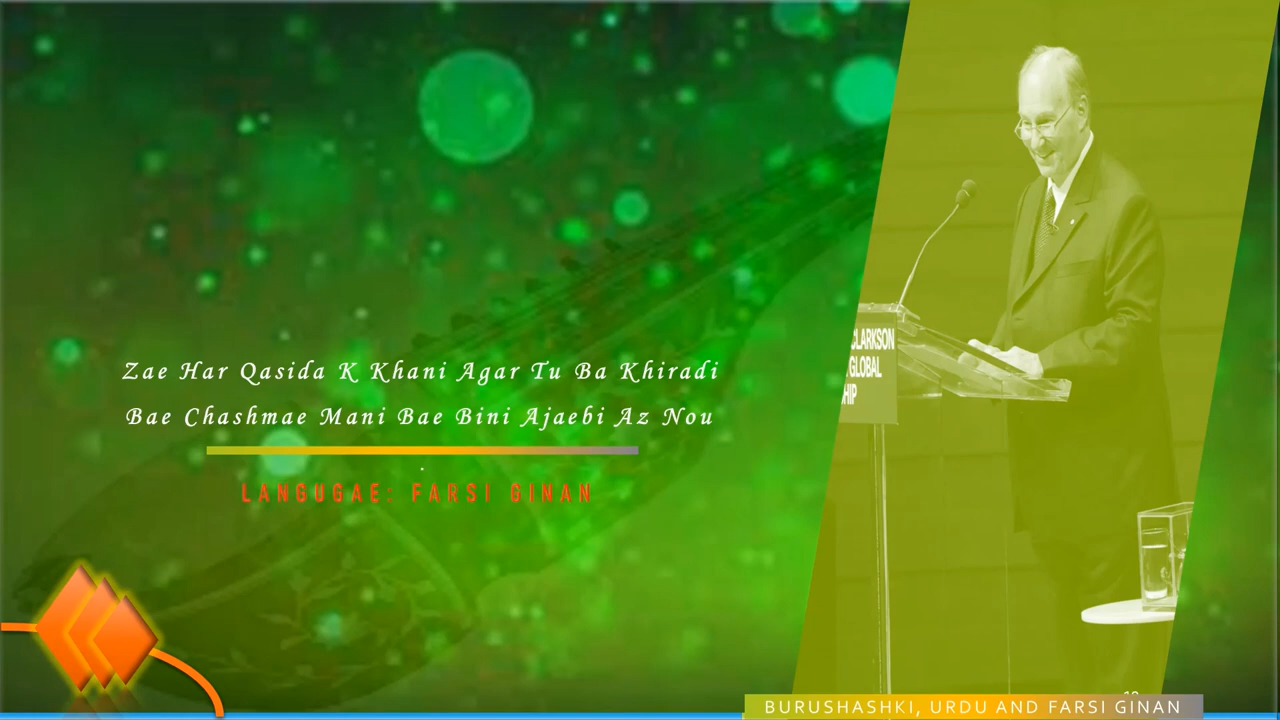 Zae Har Qasida K Khani Agar Tu Ba Khiradi
Bae Chashmae Mani Bae Bini Ajaebi Az Nou
.
LANGUGAE: FARSI GINAN
CLARKSON
GLOBAL
HIP
BURUSHASHKI, URDU AND FARSI GINAN